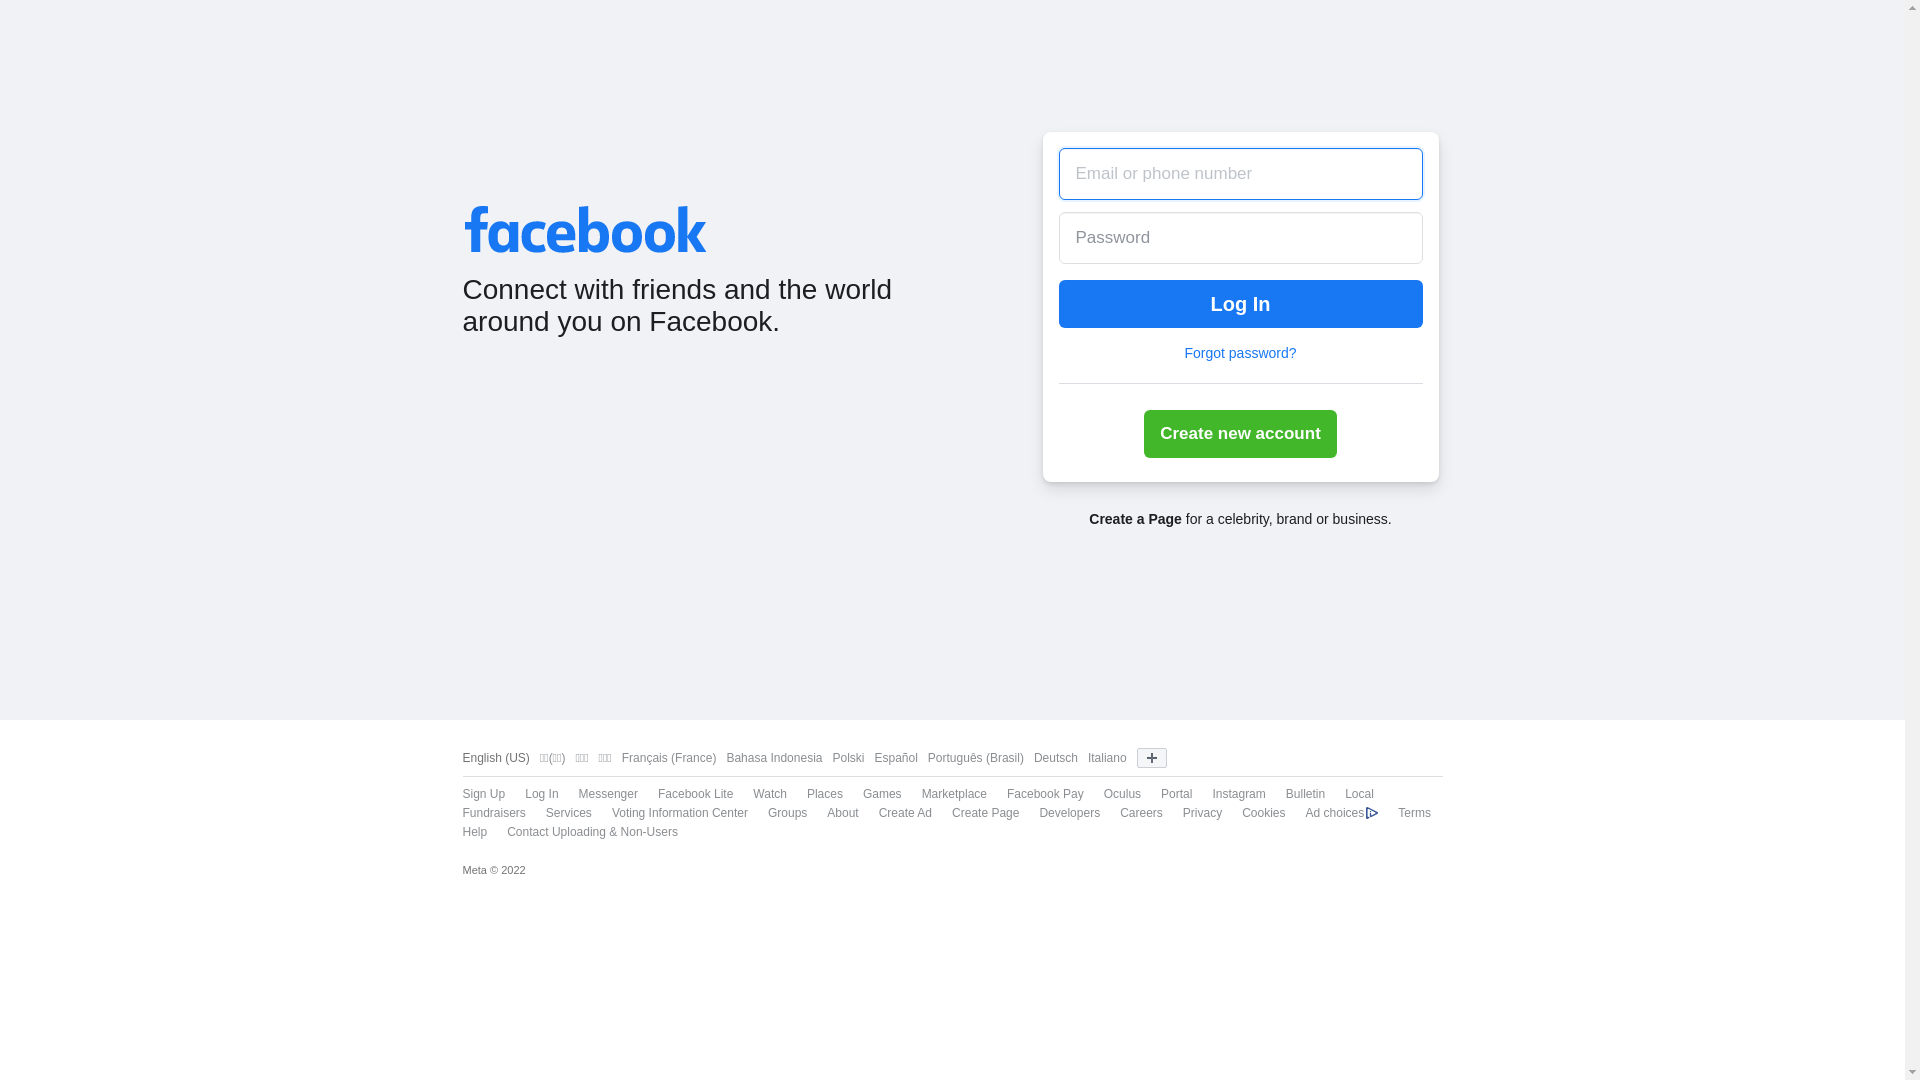 facebook
Connect with friends and the world
around you on Facebook.
Email or phone number
Password
Log In
Forgot password?
Create new account
Create a Page for a celebrity, brand or business.
English (US) Français (France) Bahasa Indonesia Polski Español Português (Brasil) Deutsch Italiano
Sign Up Log In Messenger Facebook Lite Watch Places Games Marketplace Facebook Pay Oculus Portal Instagram Bulletin Local
Fundraisers Services Voting Information Center Groups About Create Ad Create Page Developers Careers Privacy Cookies Ad choices Terms
Help Contact Uploading & Non-Users
Meta © 2022